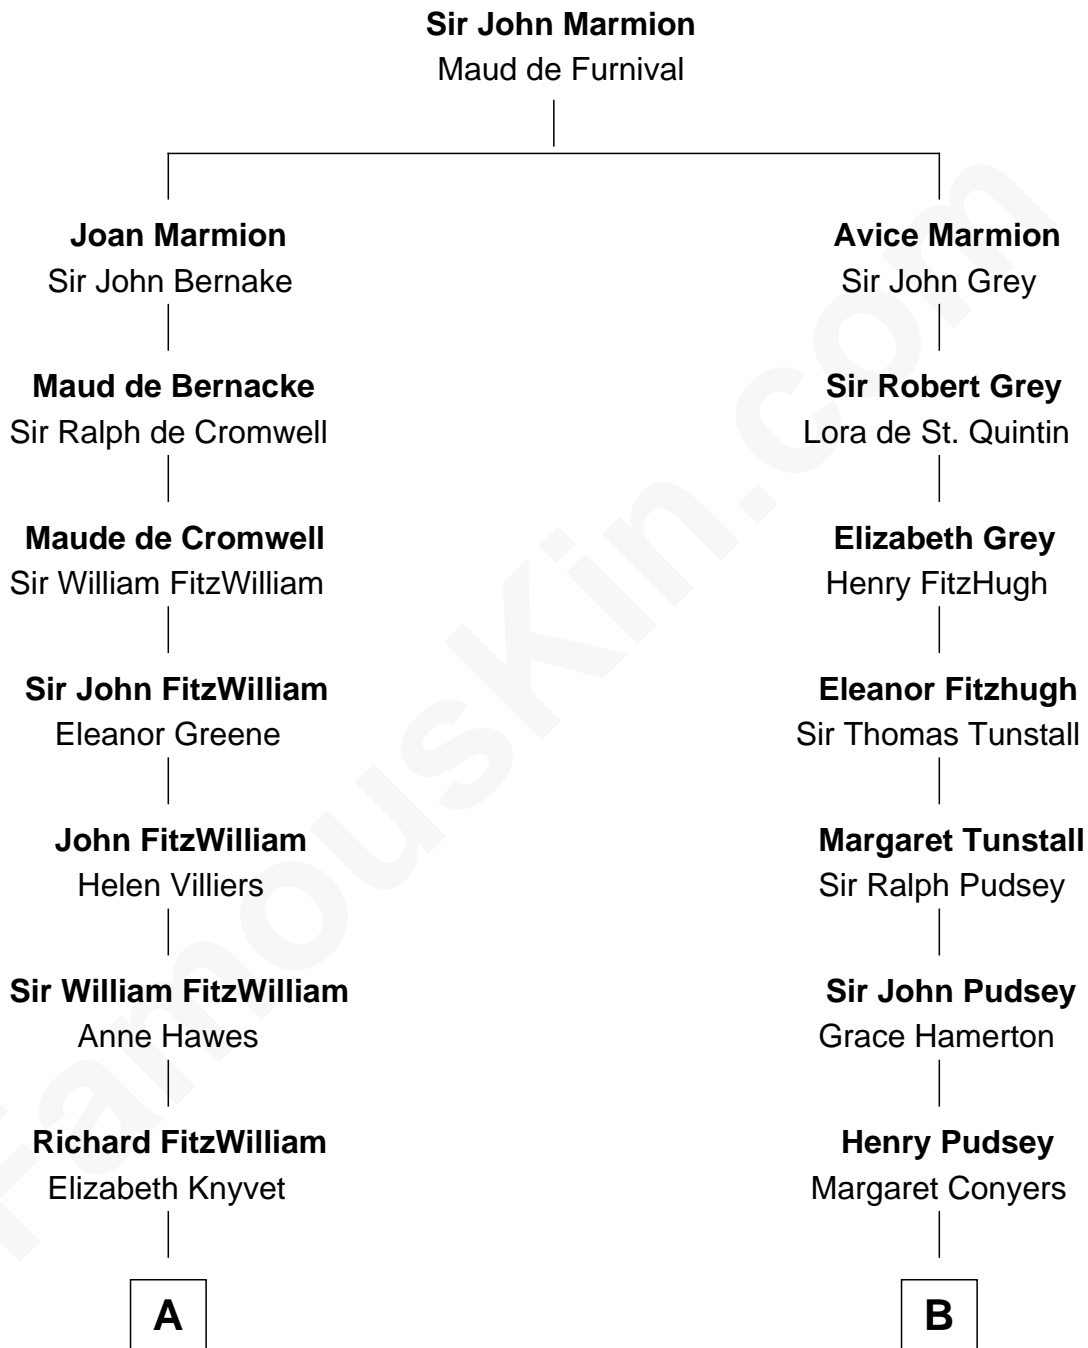 Sir John Marmion
Maud de Furnival
Joan Marmion
Sir John Bernake
Avice Marmion
Sir John Grey
Maud de Bernacke
Sir Ralph de Cromwell
Sir Robert Grey
Lora de St. Quintin
Maude de Cromwell
Sir William FitzWilliam
Elizabeth Grey
Henry FitzHugh
Sir John FitzWilliam
Eleanor Greene
Eleanor Fitzhugh
Sir Thomas Tunstall
John FitzWilliam
Helen Villiers
Margaret Tunstall
Sir Ralph Pudsey
Sir William FitzWilliam
Anne Hawes
Sir John Pudsey
Grace Hamerton
Richard FitzWilliam
Elizabeth Knyvet
Henry Pudsey
Margaret Conyers
A
B
FamousKin.com